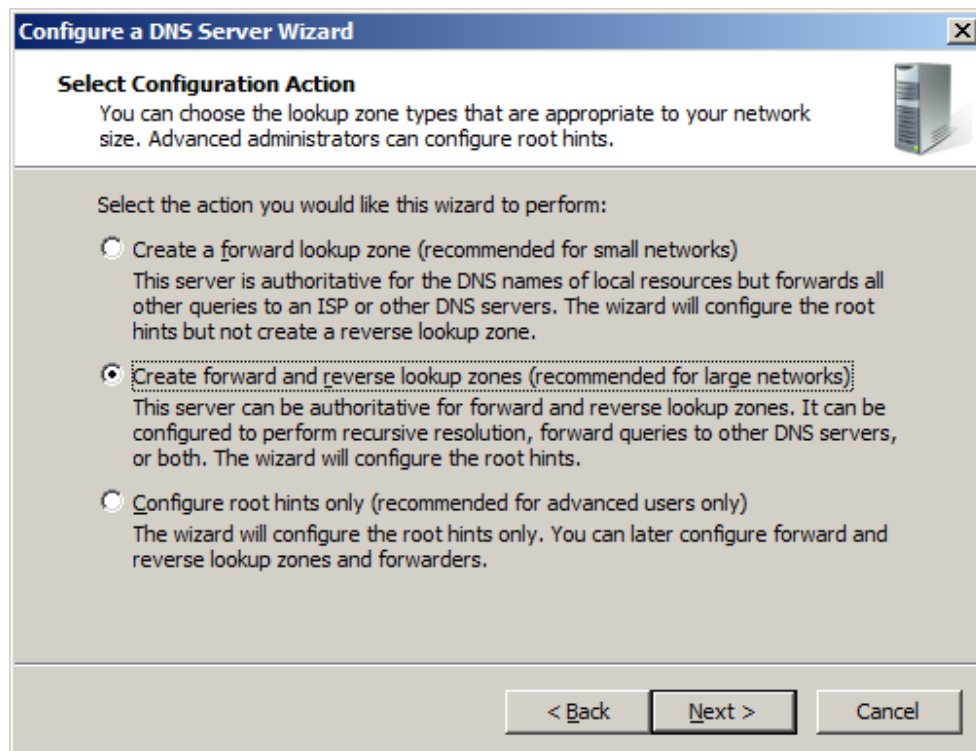 Configure a DNS Server Wizard
Select Configuration Action
You can choose the lookup zone types that are appropriate to your network
size. Advanced administrators can configure root hints.
Select the action you would like this wizard to perform:
Create a forward lookup zone (recommended for small networks)
This server is authoritative for the DNS names of local resources but forwards all
other queries to an ISP or other DNS servers. The wizard will configure the root
hints but not create a reverse lookup zone.
Create forward and reverse lookup zones (recommended for large networks)
This server can be authoritative for forward and reverse lookup zones. It can be
configured to perform recursive resolution, forward queries to other DNS servers,
or both. The wizard will configure the root hints.
Configure root hints only (recommended for advanced users only)
The wizard will configure the root hints only. You can later configure forward and
reverse lookup zones and forwarders.
< Back Next > Cancel